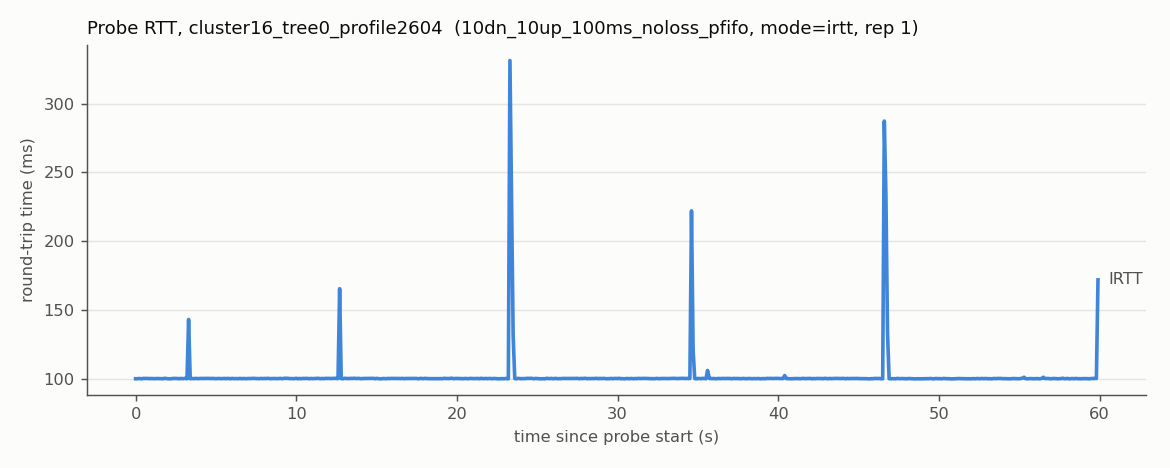 Probe RTT, cluster16_tree0_profile2604  (10dn_10up_100ms_noloss_pfifo, mode=irtt, rep 1)
round-trip time (ms)
300
250
200
150
100
IRTT
0 10 20 30 40 50 60
time since probe start (s)